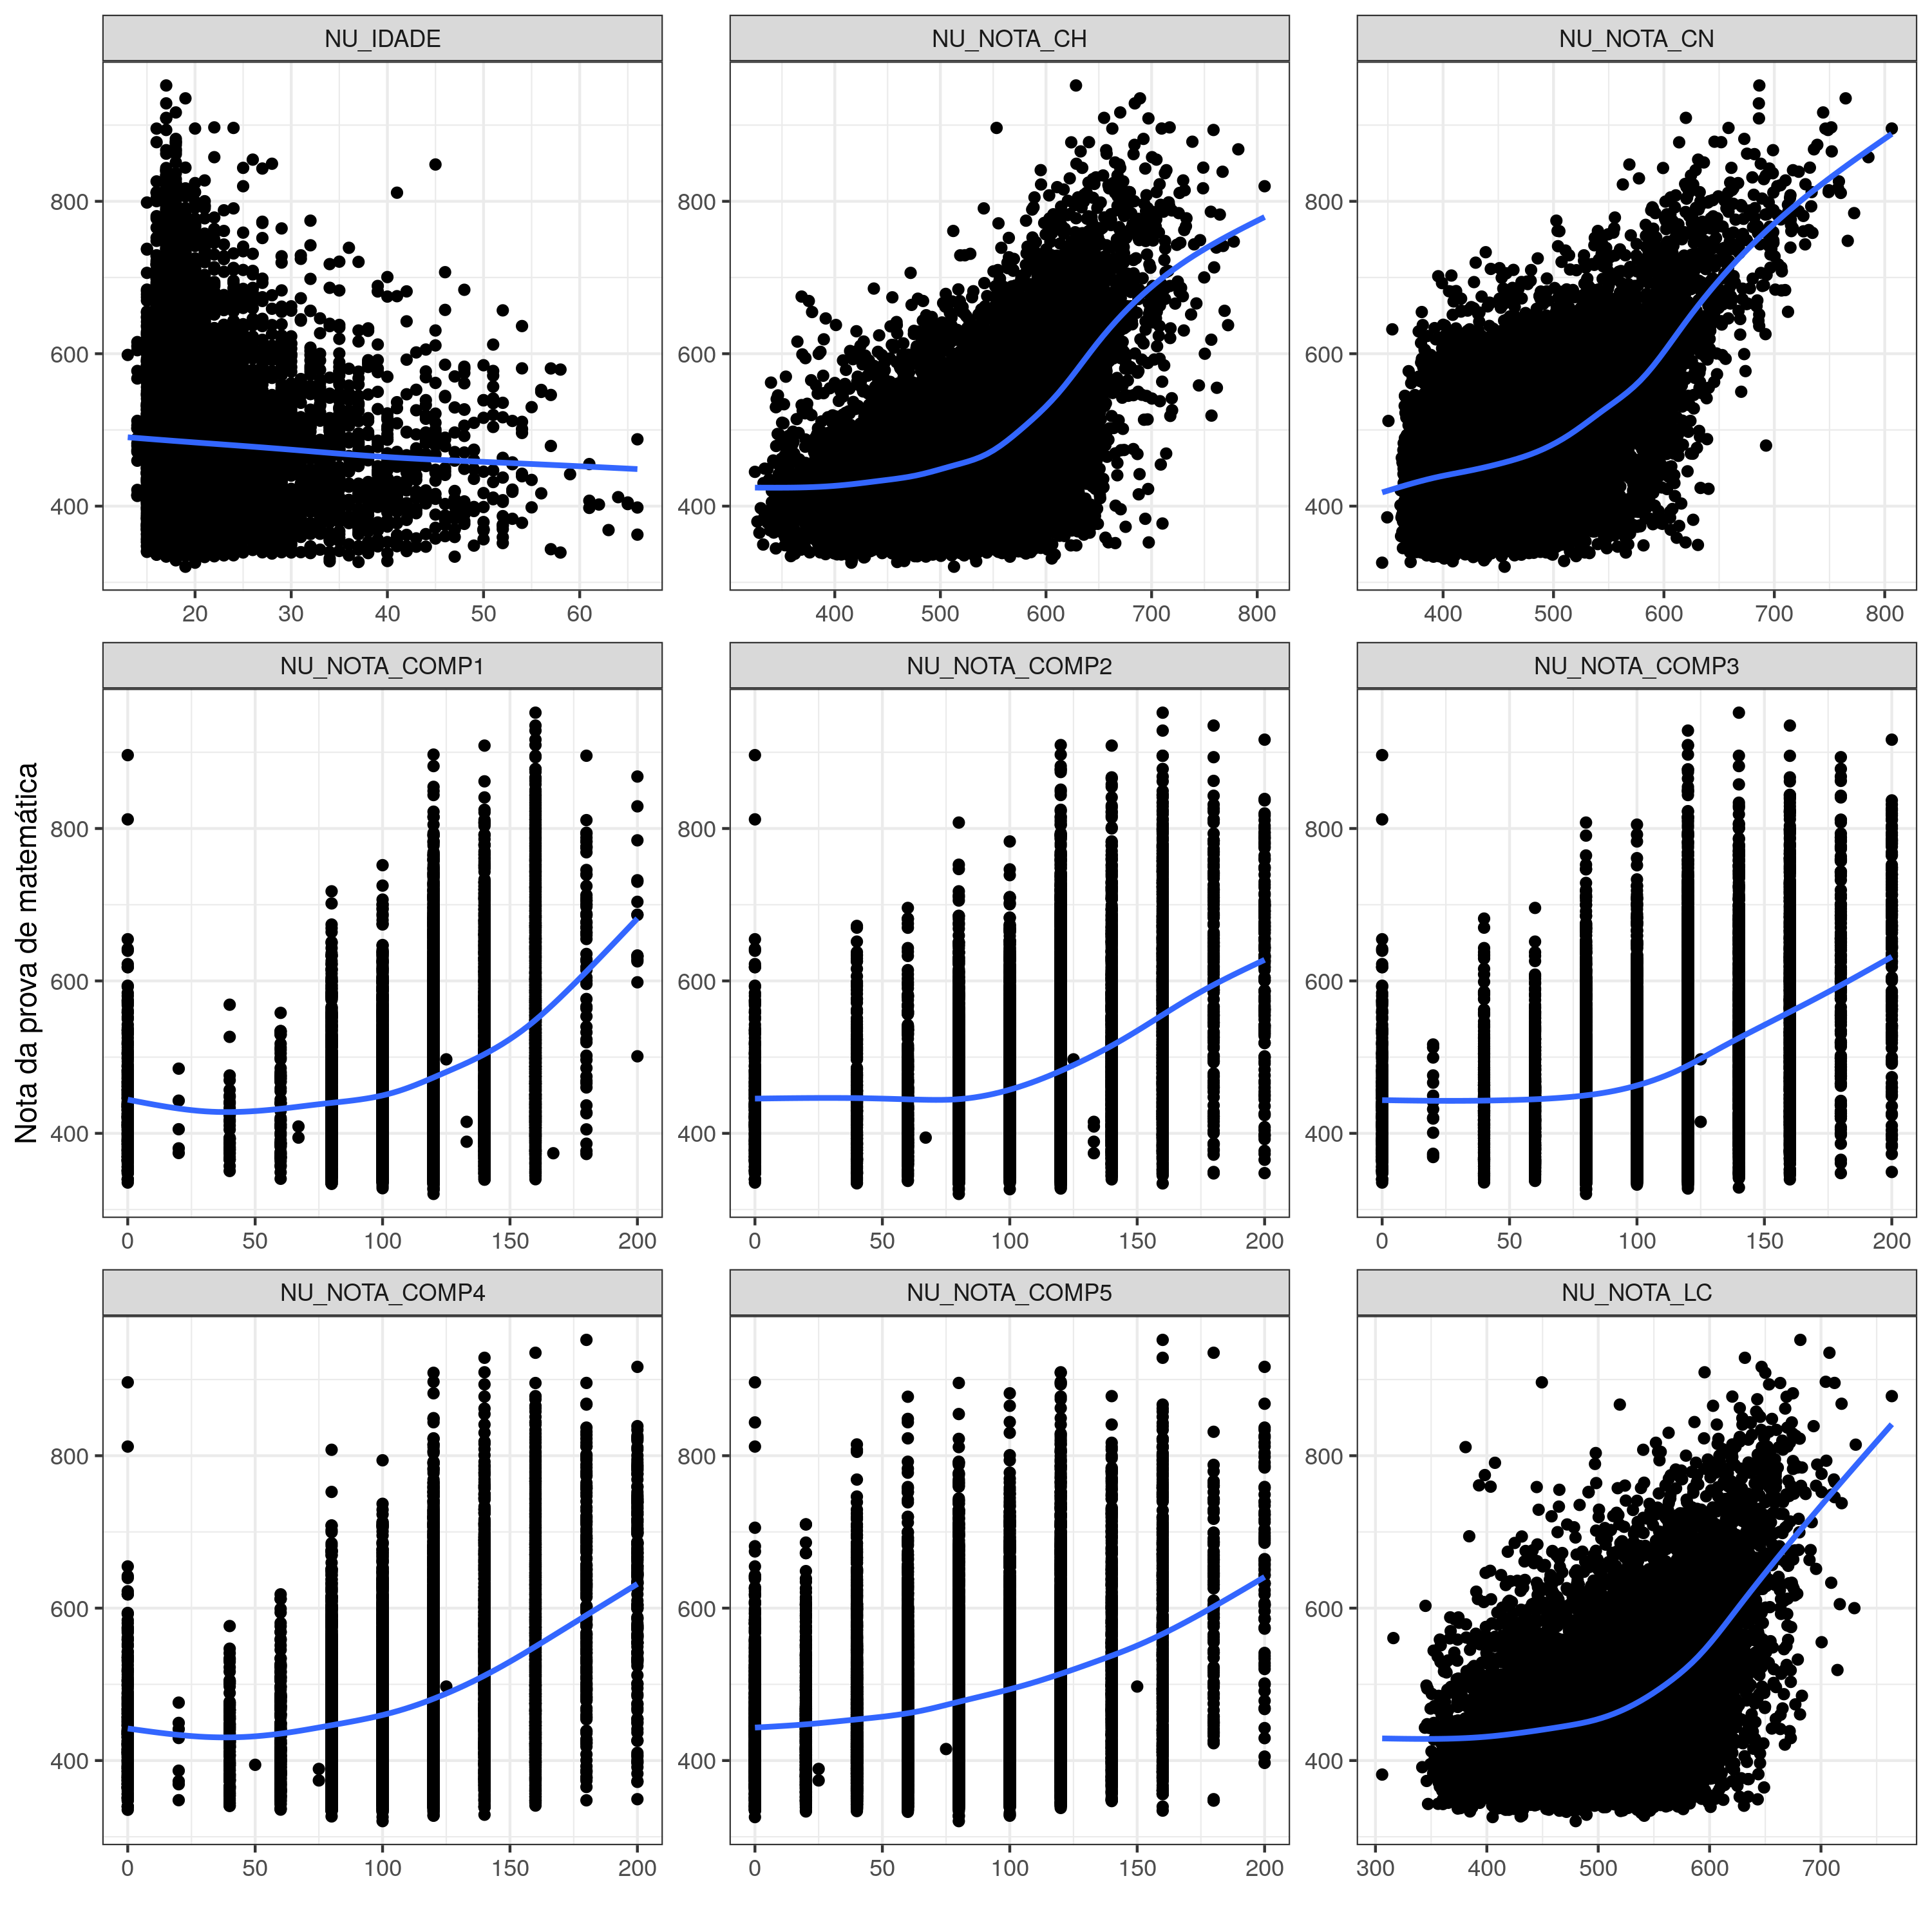 NU_IDADE NU_NOTA_CH NU_NOTA_CN
800 800 800
600 600 600
400 400 400
20 30 40 50 60 400 500 600 700 800 400 500 600 700 800
NU_NOTA_COMP1 NU_NOTA_COMP2 NU_NOTA_COMP3
Nota da prova de matemática
800 800 800
600 600 600
400 400 400
0 50 100 150 200 0 50 100 150 200 0 50 100 150 200
NU_NOTA_COMP4 NU_NOTA_COMP5 NU_NOTA_LC
800 800 800
600 600 600
400 400 400
0 50 100 150 200 0 50 100 150 200 300 400 500 600 700